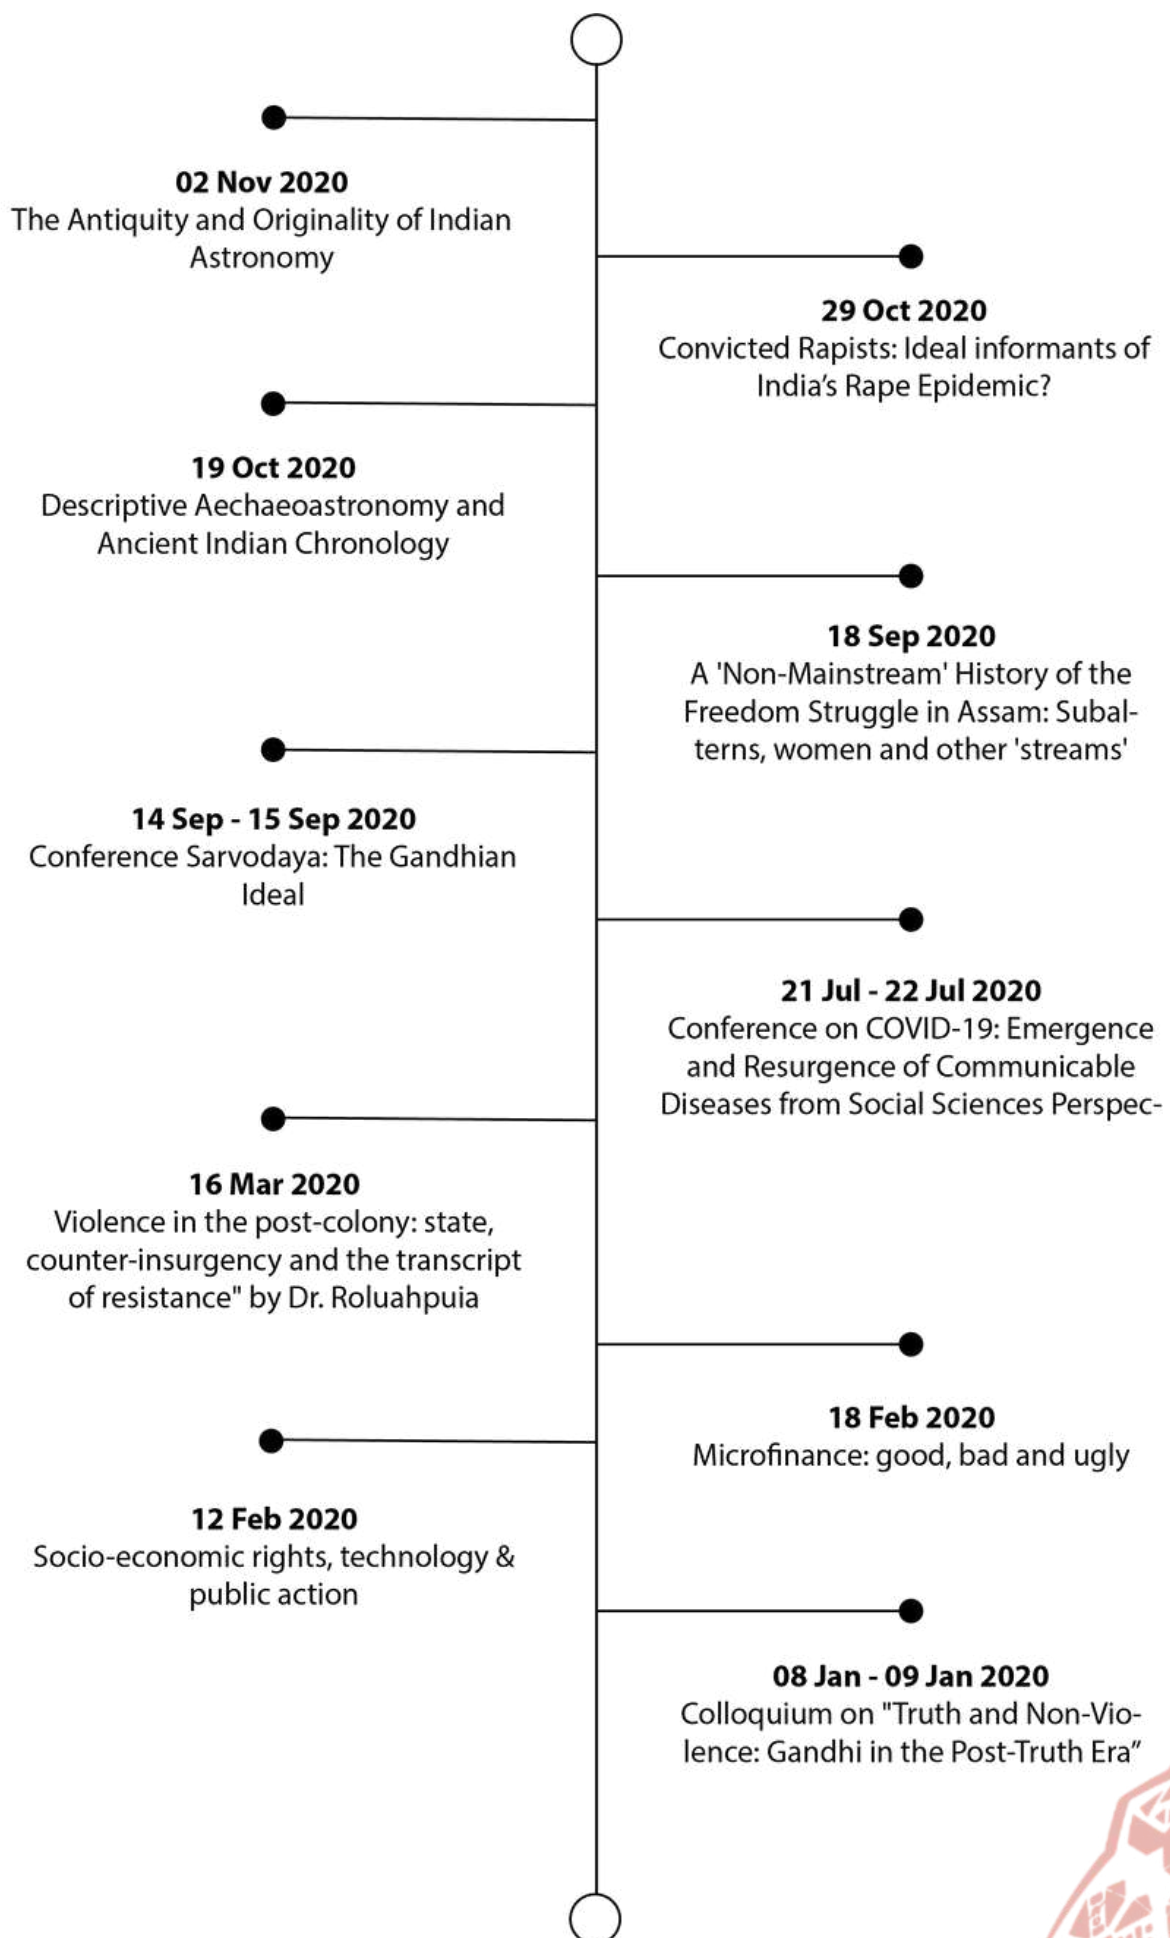 02 Nov 2020
The Antiquity and Originality of Indian
Astronomy
29 Oct 2020
Convicted Rapists: Ideal informants of
India’s Rape Epidemic?
19 Oct 2020
Descriptive Aechaeoastronomy and
Ancient Indian Chronology
18 Sep 2020
A 'Non-Mainstream' History of the
Freedom Struggle in Assam: Subal-
terns, women and other 'streams'
14 Sep - 15 Sep 2020
Conference Sarvodaya: The Gandhian
Ideal
21 Jul - 22 Jul 2020
Conference on COVID-19: Emergence
and Resurgence of Communicable
Diseases from Social Sciences Perspec-
16 Mar 2020
Violence in the post-colony: state,
counter-insurgency and the transcript
of resistance" by Dr. Roluahpuia
18 Feb 2020
Microfinance: good, bad and ugly
12 Feb 2020
Socio-economic rights, technology &
public action
08 Jan - 09 Jan 2020
Colloquium on "Truth and Non-Vio-
lence: Gandhi in the Post-Truth Era”